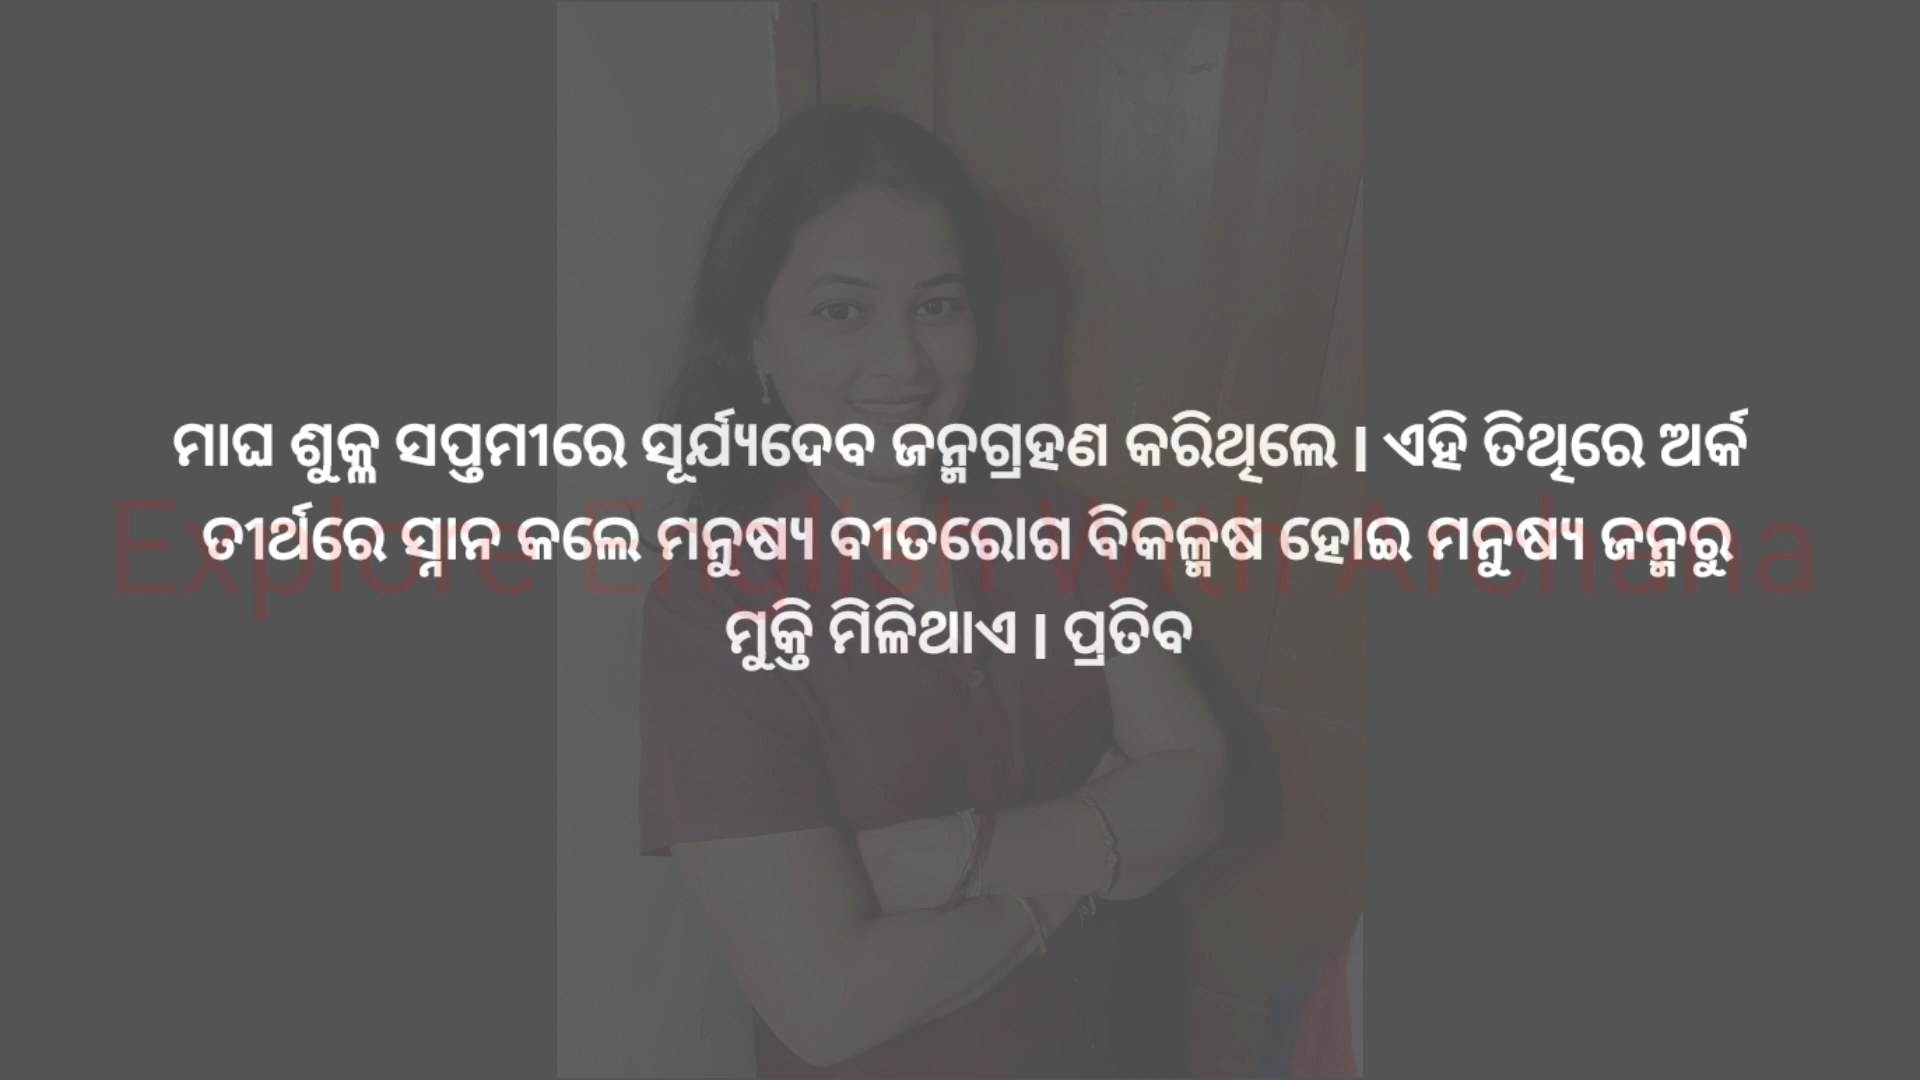 ମାଘ ଶୁକ୍ଳ ସପ୍ତମୀରେ ସୂର୍ଯ୍ୟଦେବ ଜନ୍ମଗ୍ରହଣ କରିଥିଲେ | ଏହି ତିଥିରେ ଅର୍କ
ତୀର୍ଥରେ ସ୍ନାନ କଲେ ମନୁଷ୍ୟ ବୀତରୋଗ ବିକଳ୍ମଷ ହୋଇ ମନୁଷ୍ୟ ଜନ୍ମରୁ
Explore English With Archana
ମୁକ୍ତି ମିଳିଥାଏ | ପ୍ରତିବ